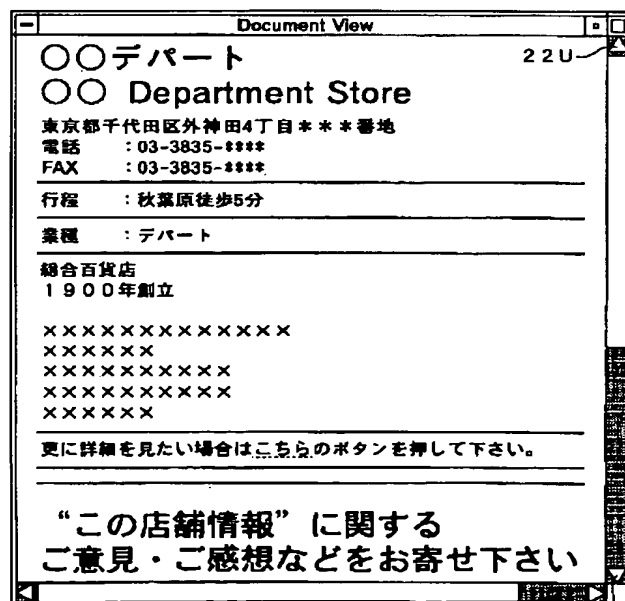 Document View
22U
○○デパート
○○ Department Store
東京都千代田区外神田4丁目＊＊＊番地
電話 : 03-3835-****
FAX : 03-3835-****
行程 : 秋葉原徒歩5分
業種 : デパート
総合百貨店
1900年創立
×××××××××××××
××××××
××××××××××
××××××××××
××××××
更に詳細を見たい場合はこちらのボタンを押して下さい。
“この店舗情報”に関する
ご意見・ご感想などをお寄せ下さい